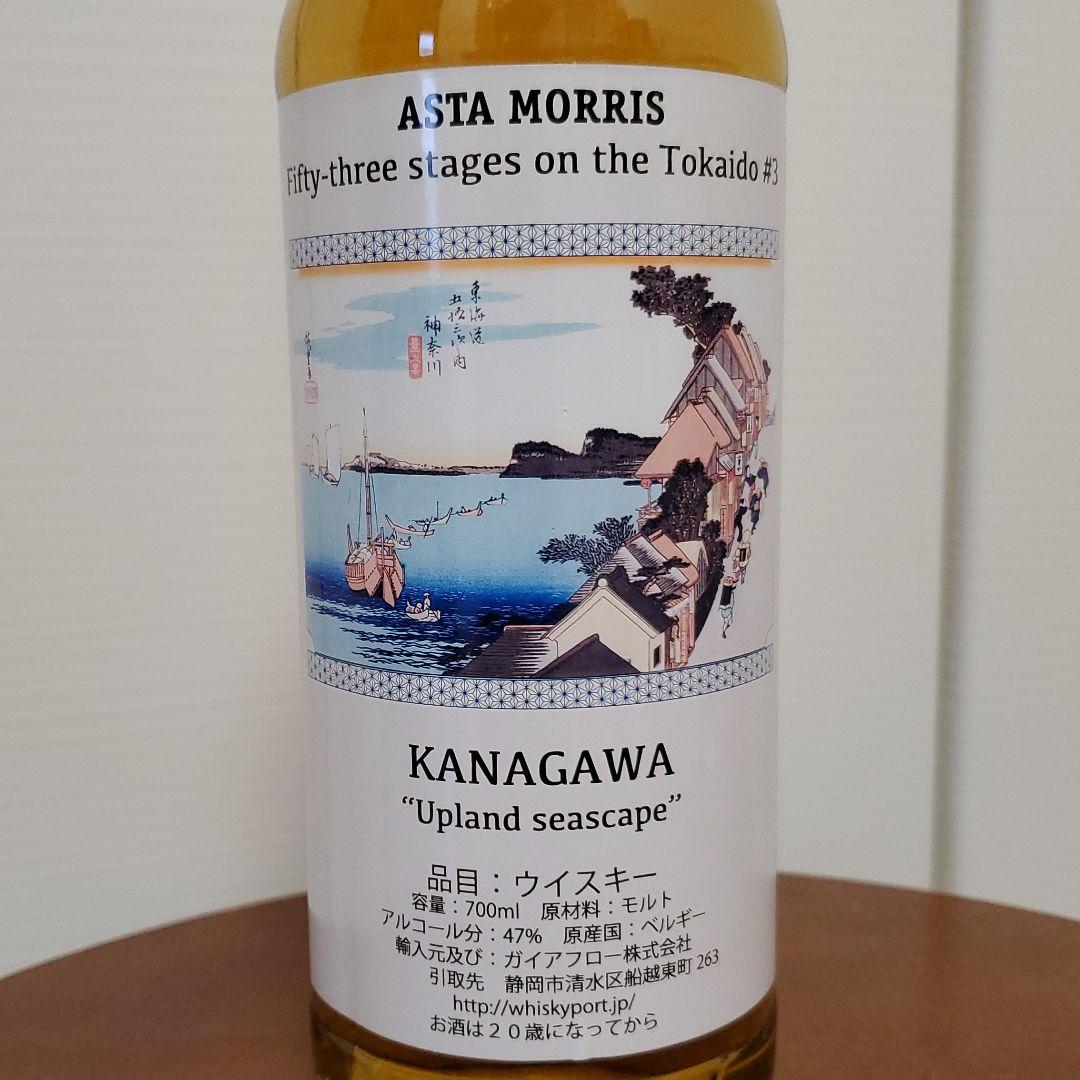 ASTA MORRIS
Fifty-three stages on the Tokaido #3
東海道
五拾三次之内
神奈川
臺之景
KANAGAWA
“Upland seascape”
品目：ウイスキー
容量：700ml 原材料：モルト
アルコール分：47% 原産国：ベルギー
輸入元及び：ガイアフロー株式会社
引取先 静岡市清水区船越東町 263
http://whiskyport.jp/
お酒は２０歳になってから